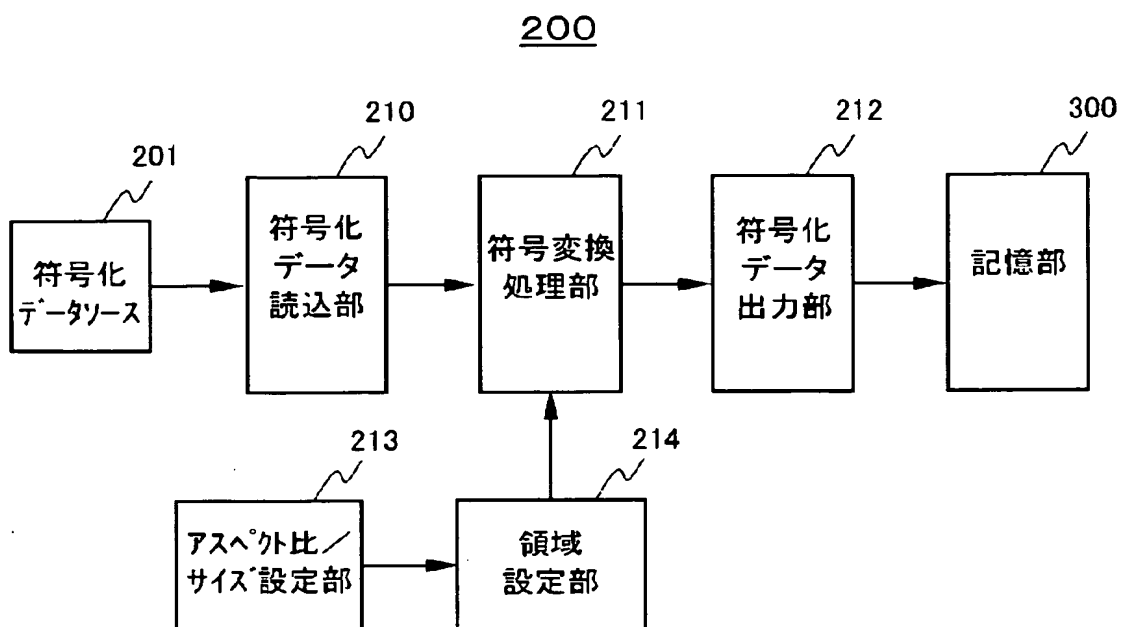 200
201
符号化
データソース
210
符号化
データ
読込部
211
符号変換
処理部
212
符号化
データ
出力部
300
記憶部
213
アスペクト比／
サイズ設定部
214
領域
設定部